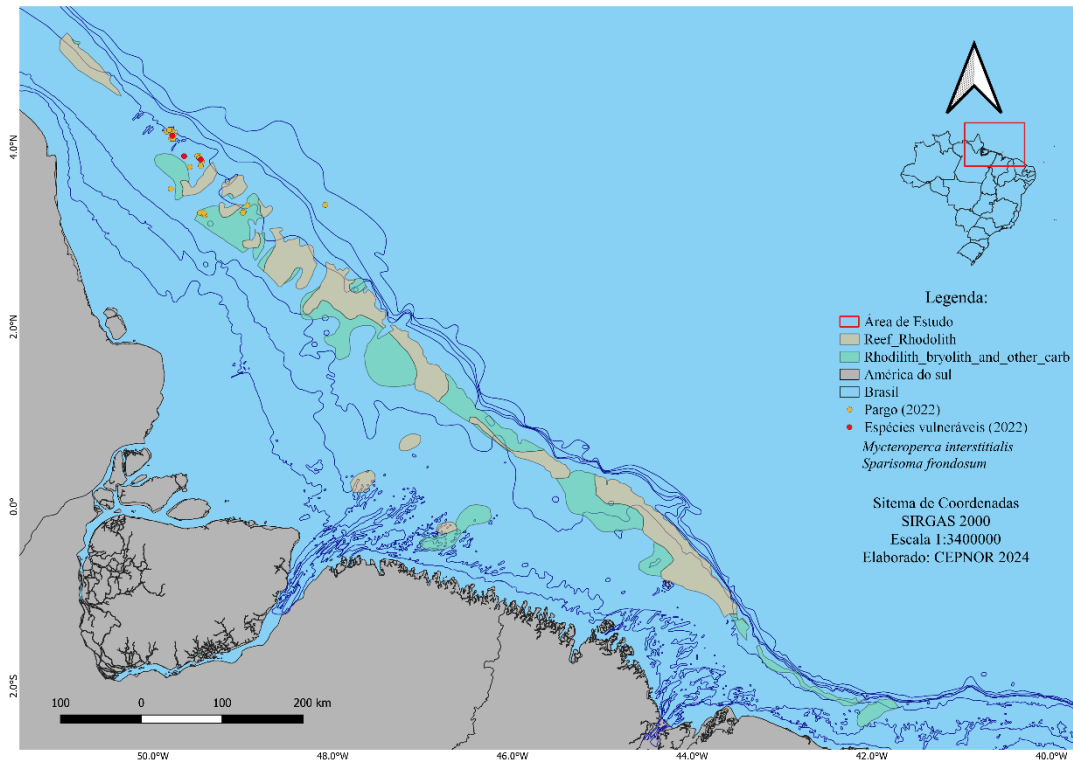 4.0°N
2.0°N
0.0°
2.0°S
Legenda:
Área de Estudo
Reef_Rhodolith
Rhodilith_bryolith_and_other_carb
América do sul
Brasil
Pargo (2022)
Espécies vulneráveis (2022)
Mycteroperca interstitialis
Sparisoma frondosum
Sitema de Coordenadas
SIRGAS 2000
Escala 1:3400000
Elaborado: CEPNOR 2024
100 0 100 200 km
50.0°W 48.0°W 46.0°W 44.0°W 42.0°W 40.0°W